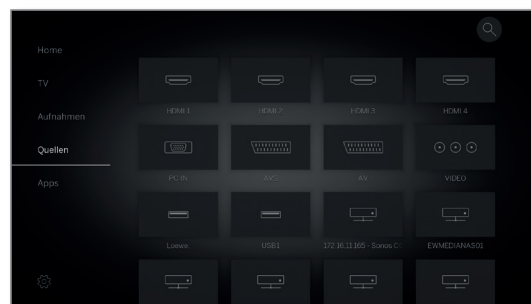 Home
TV
Aufnahmen
Quellen
Apps
HDMI 1
HDMI 2
HDMI 3
HDMI 4
PC IN
AVS
AV
VIDEO
Loewe.
USB1
172.16.11.165 - Sonos
EWMEDIANAS01